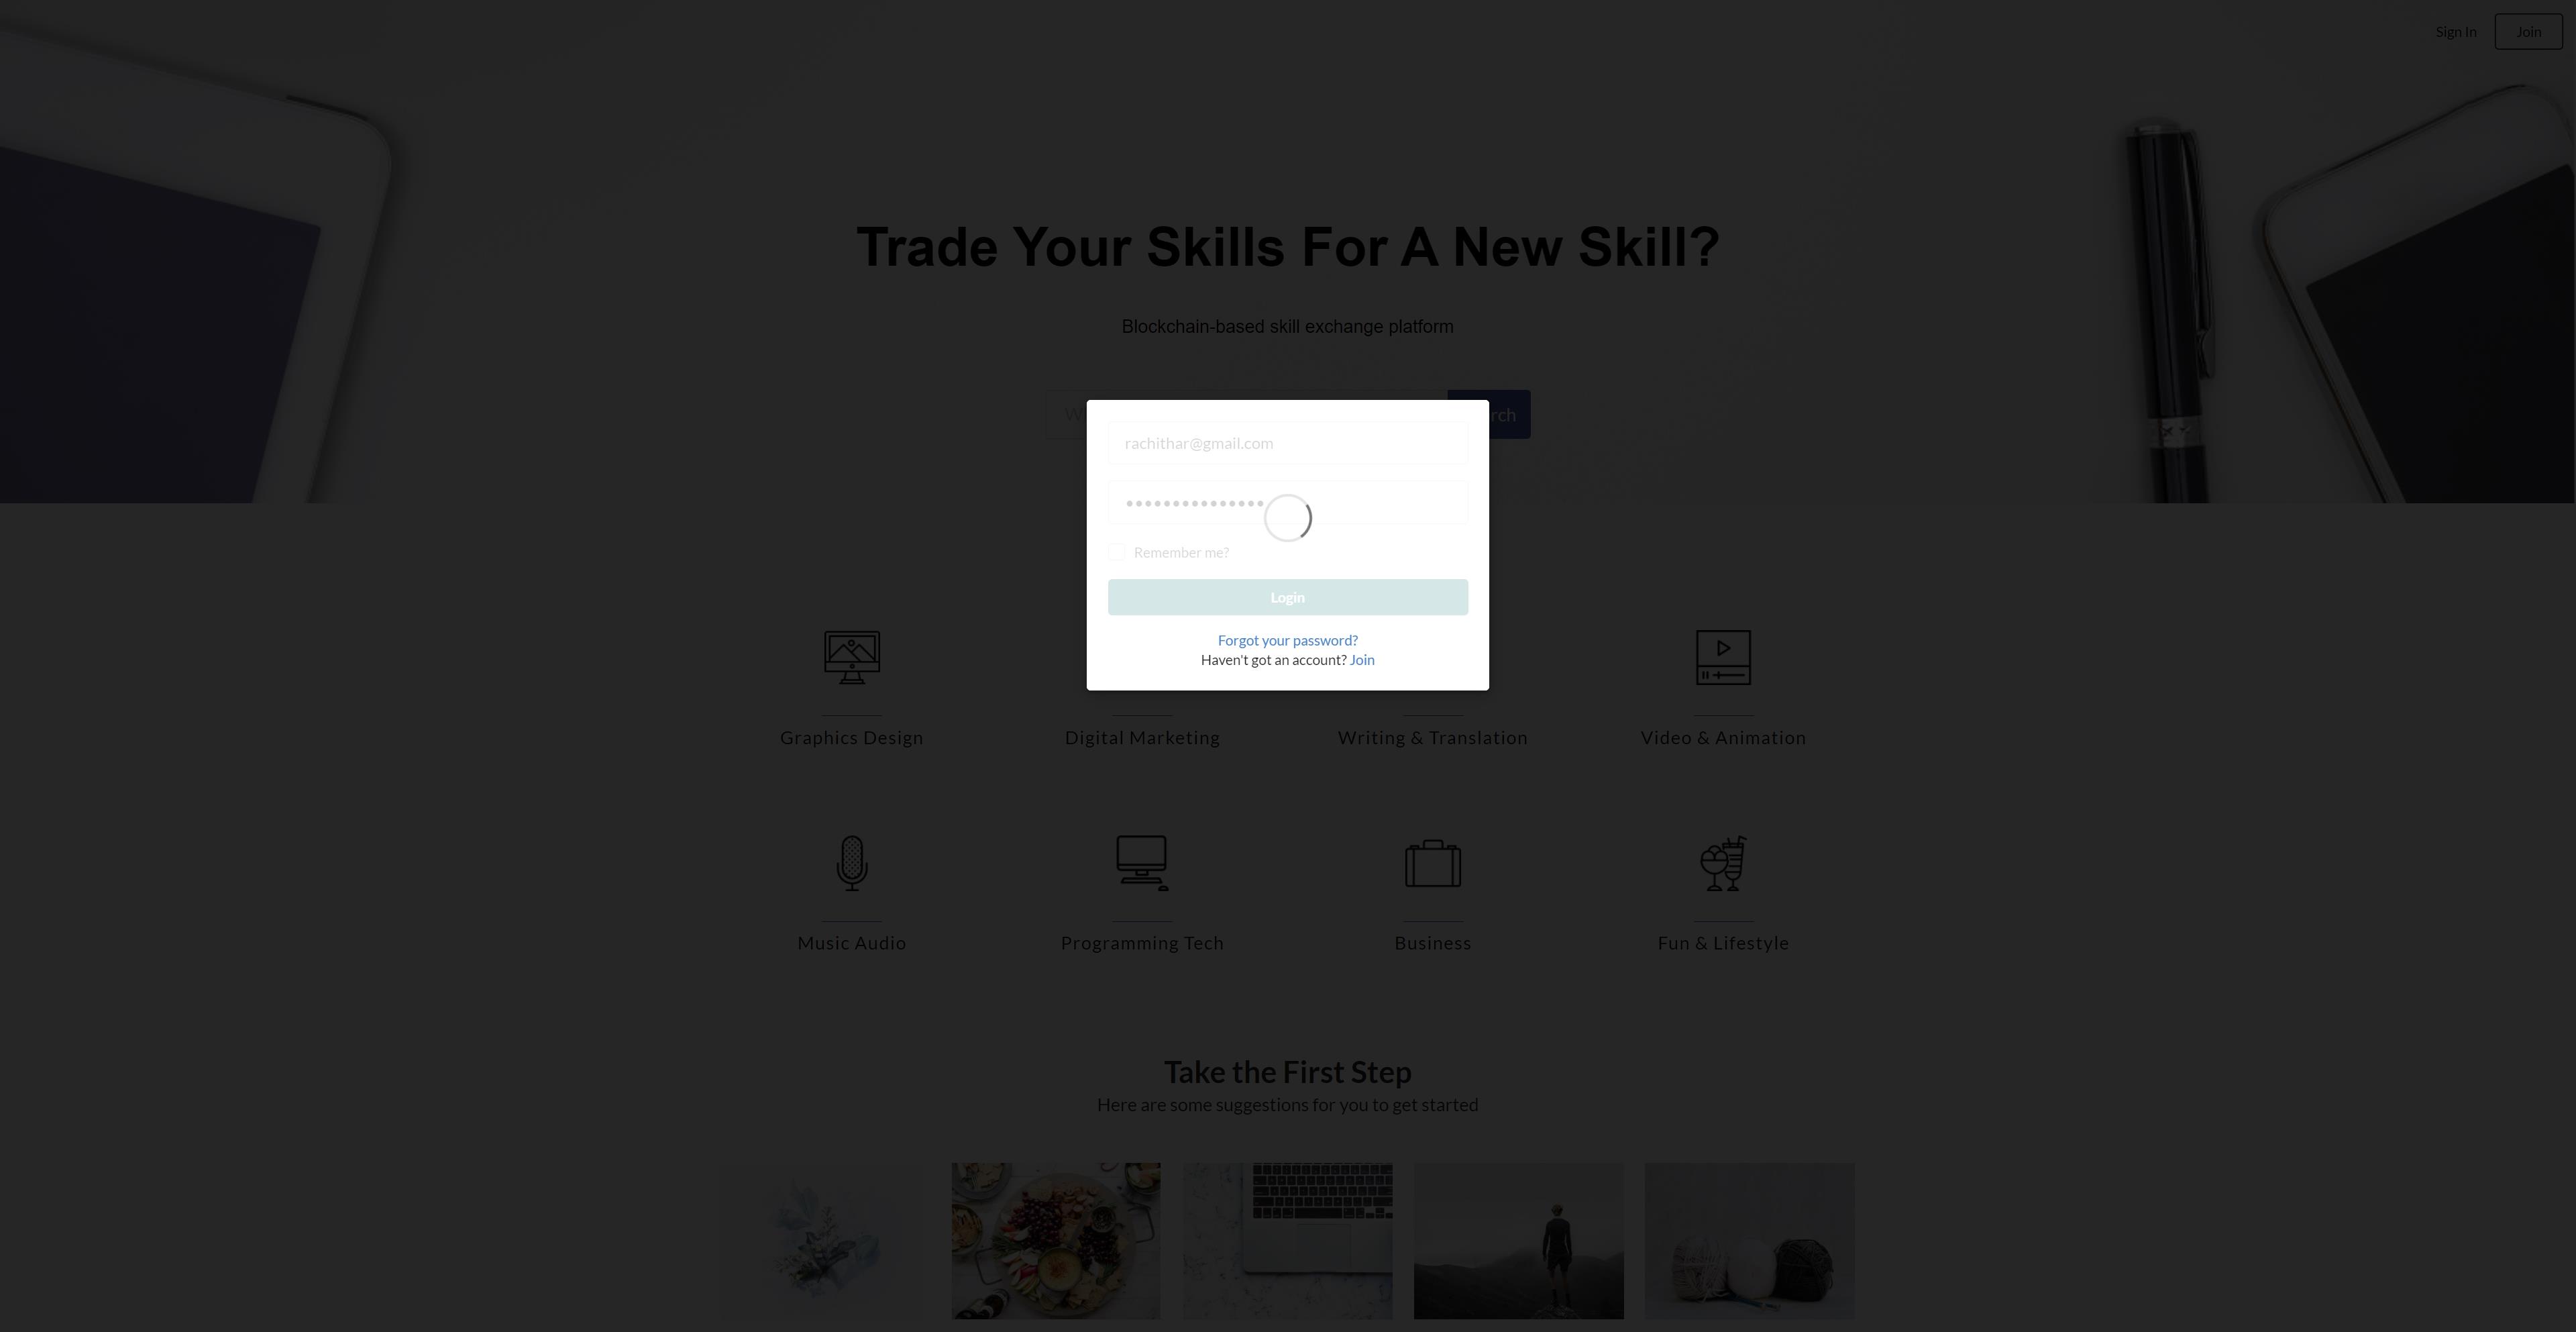 Sign In
Join
Trade Your Skills For A New Skill?
Blockchain-based skill exchange platform
rch
rachithar@gmail.com
•••••••••••••••
Remember me?
Login
Forgot your password?
Haven't got an account? Join
Graphics Design
Digital Marketing
Writing & Translation
Video & Animation
Music Audio
Programming Tech
Business
Fun & Lifestyle
Take the First Step
Here are some suggestions for you to get started